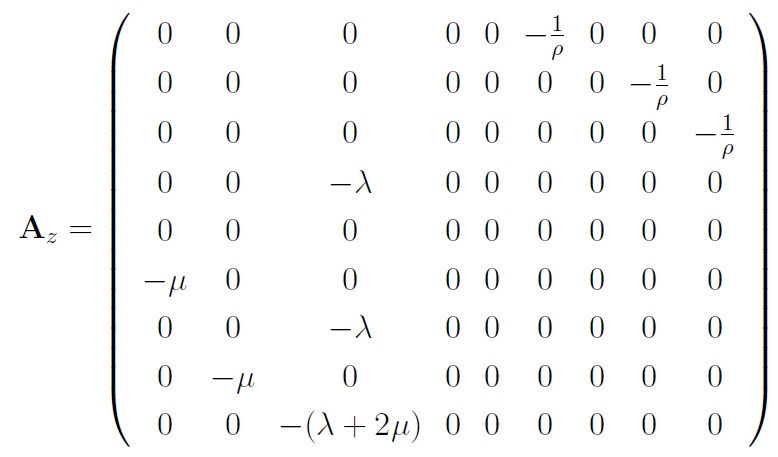 0 0 0 0 0 −1/ρ 0 0 0
0 0 0 0 0 0 0 −1/ρ 0
0 0 0 0 0 0 0 0 −1/ρ
0 0 −λ 0 0 0 0 0 0
A_z = 0 0 0 0 0 0 0 0 0
−μ 0 0 0 0 0 0 0 0
0 0 −λ 0 0 0 0 0 0
0 −μ 0 0 0 0 0 0 0
0 0 −(λ + 2μ) 0 0 0 0 0 0